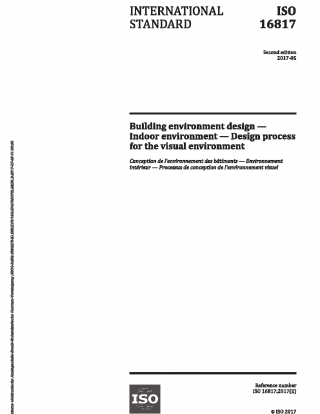 INTERNATIONAL
STANDARD
ISO
16817
Second edition
2017-05
Building environment design —
Indoor environment — Design process
for the visual environment
Conception de l'environnement des bâtiments — Environnement
intérieur — Processus de conception de l'environnement visuel
ISO
Reference number
ISO 16817:2017(E)
© ISO 2017